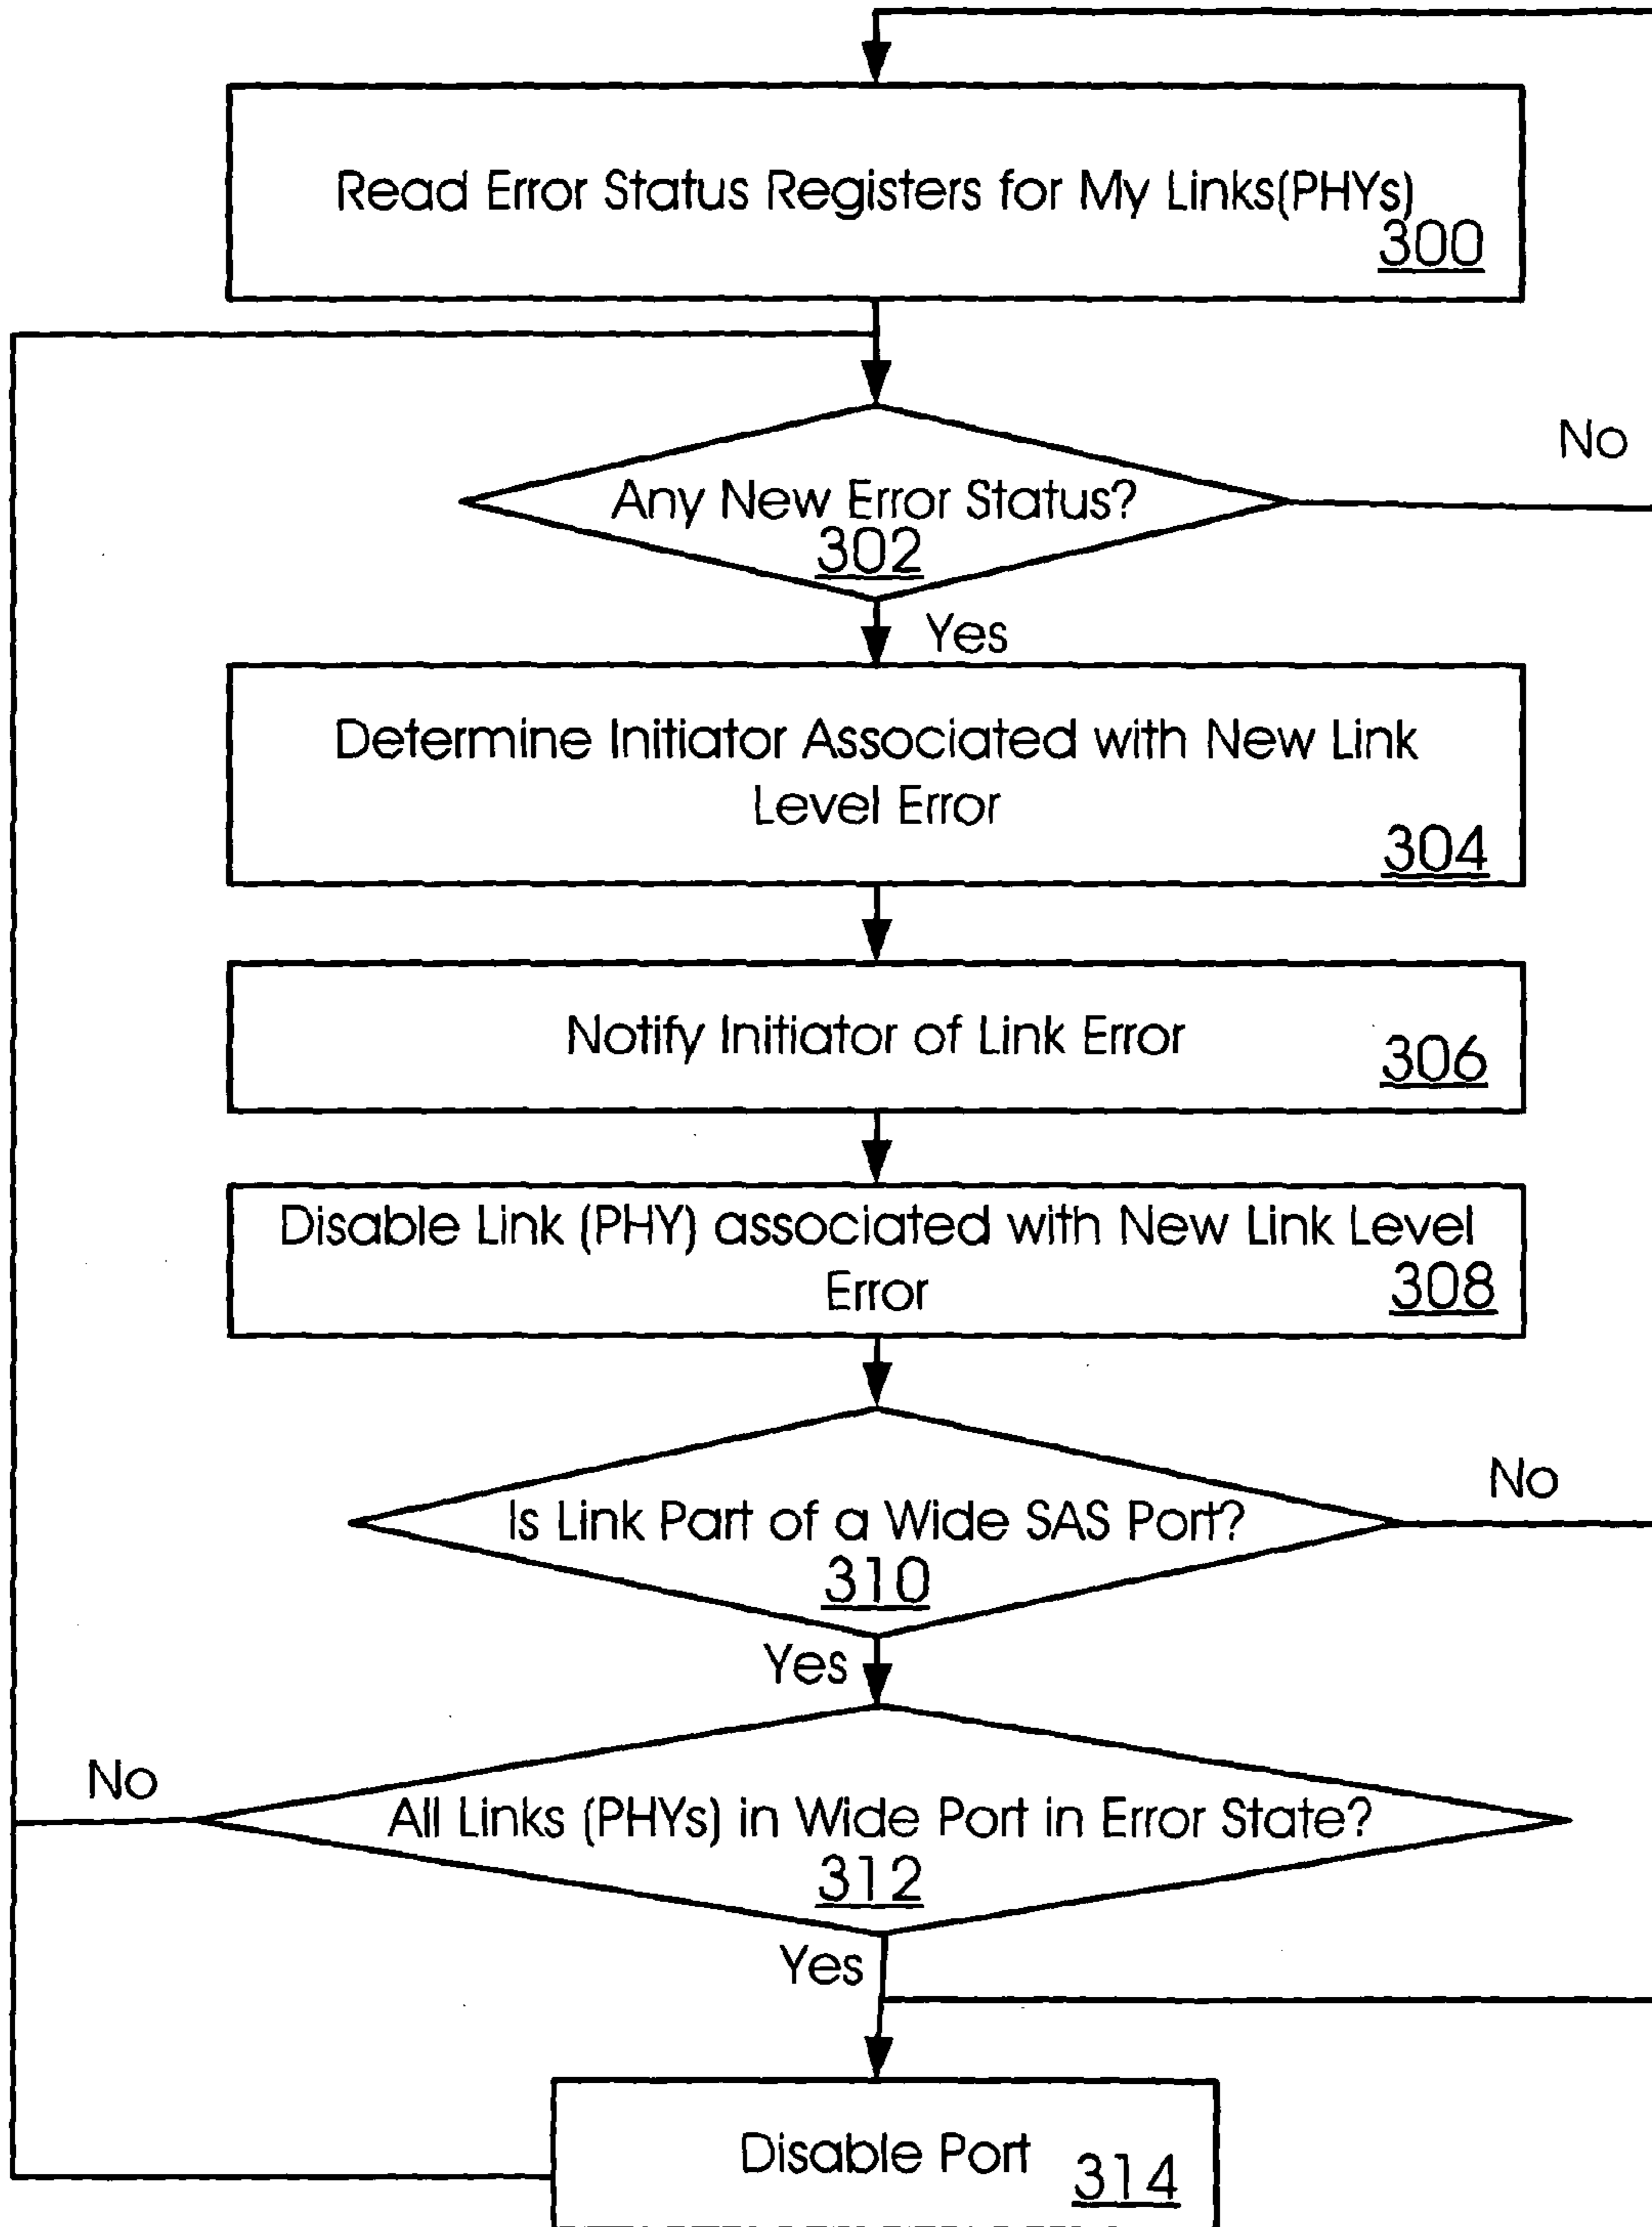 Read Error Status Registers for My Links(PHYs)
300
No
Any New Error Status?
302
Yes
Determine Initiator Associated with New Link
Level Error
304
Notify Initiator of Link Error
306
Disable Link (PHY) associated with New Link Level
Error
308
No
Is Link Part of a Wide SAS Port?
310
Yes
No
All Links (PHYs) in Wide Port in Error State?
312
Yes
Disable Port
314